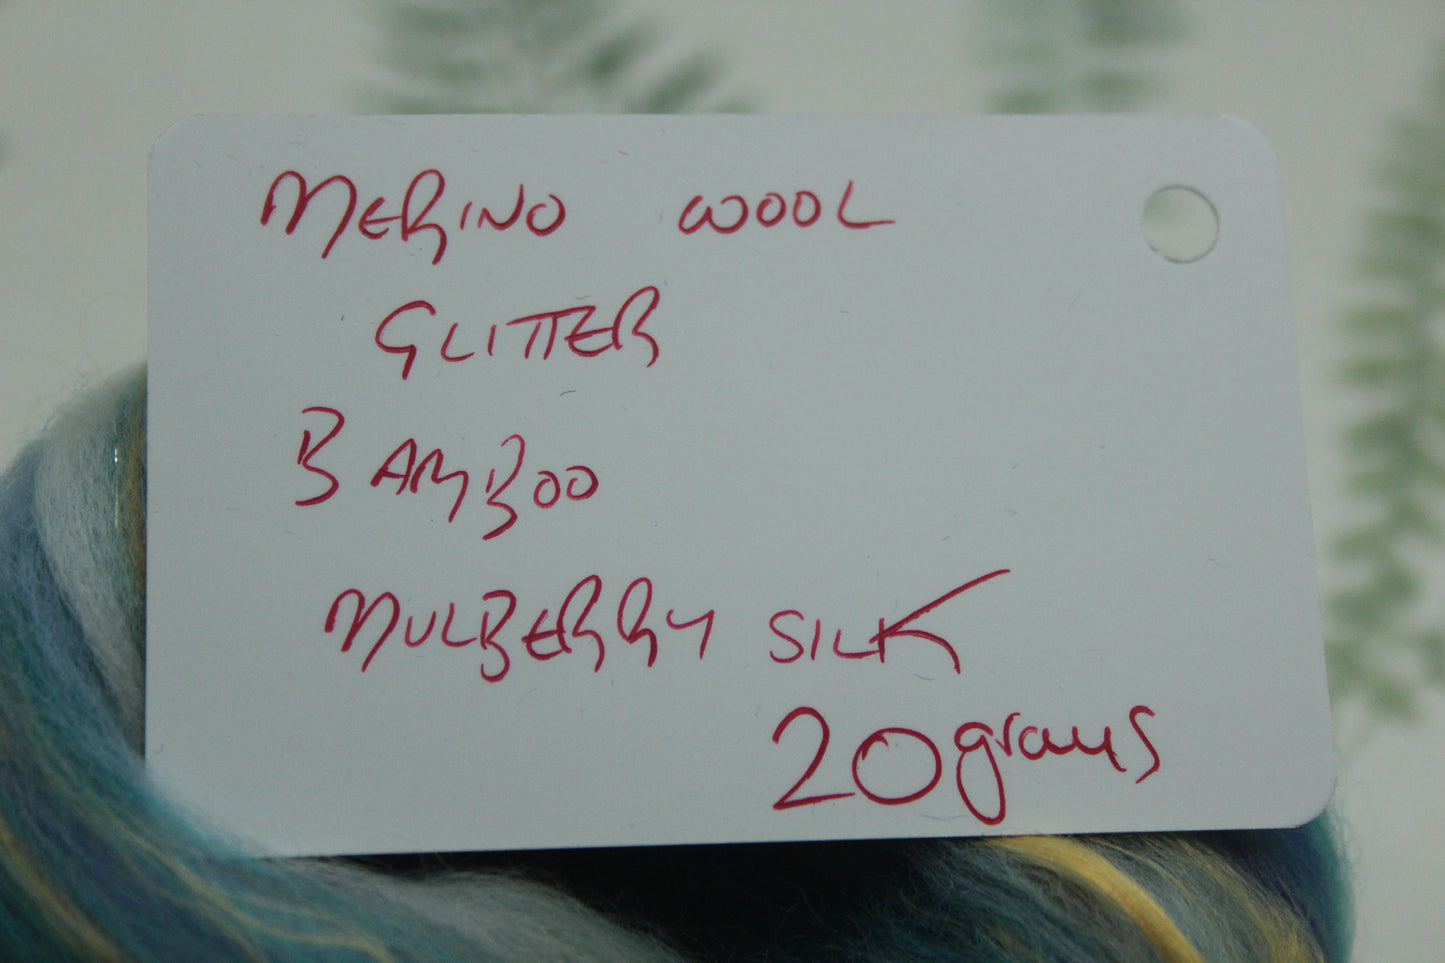 MERINO WOOL
GLITTER
BAMBOO
MULBERRY SILK
20grams